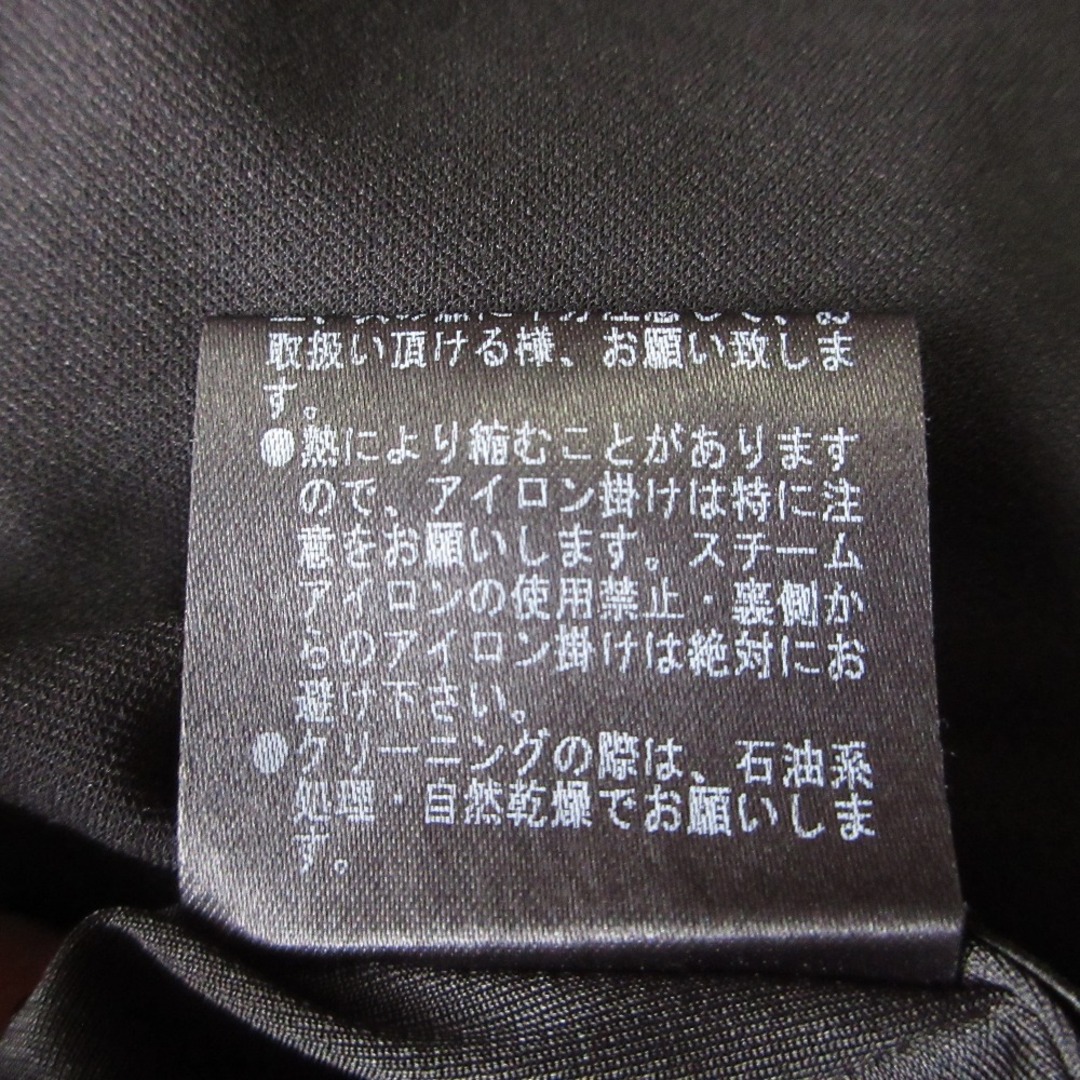 取扱い頂ける様、お願い致しま
す。
●熱により縮むことがあります
ので、アイロン掛けは特に注
意をお願いします。スチーム
アイロンの使用禁止・裏側か
らのアイロン掛けは絶対にお
避け下さい。
●クリーニングの際は、石油系
処理・自然乾燥でお願いしま
す。